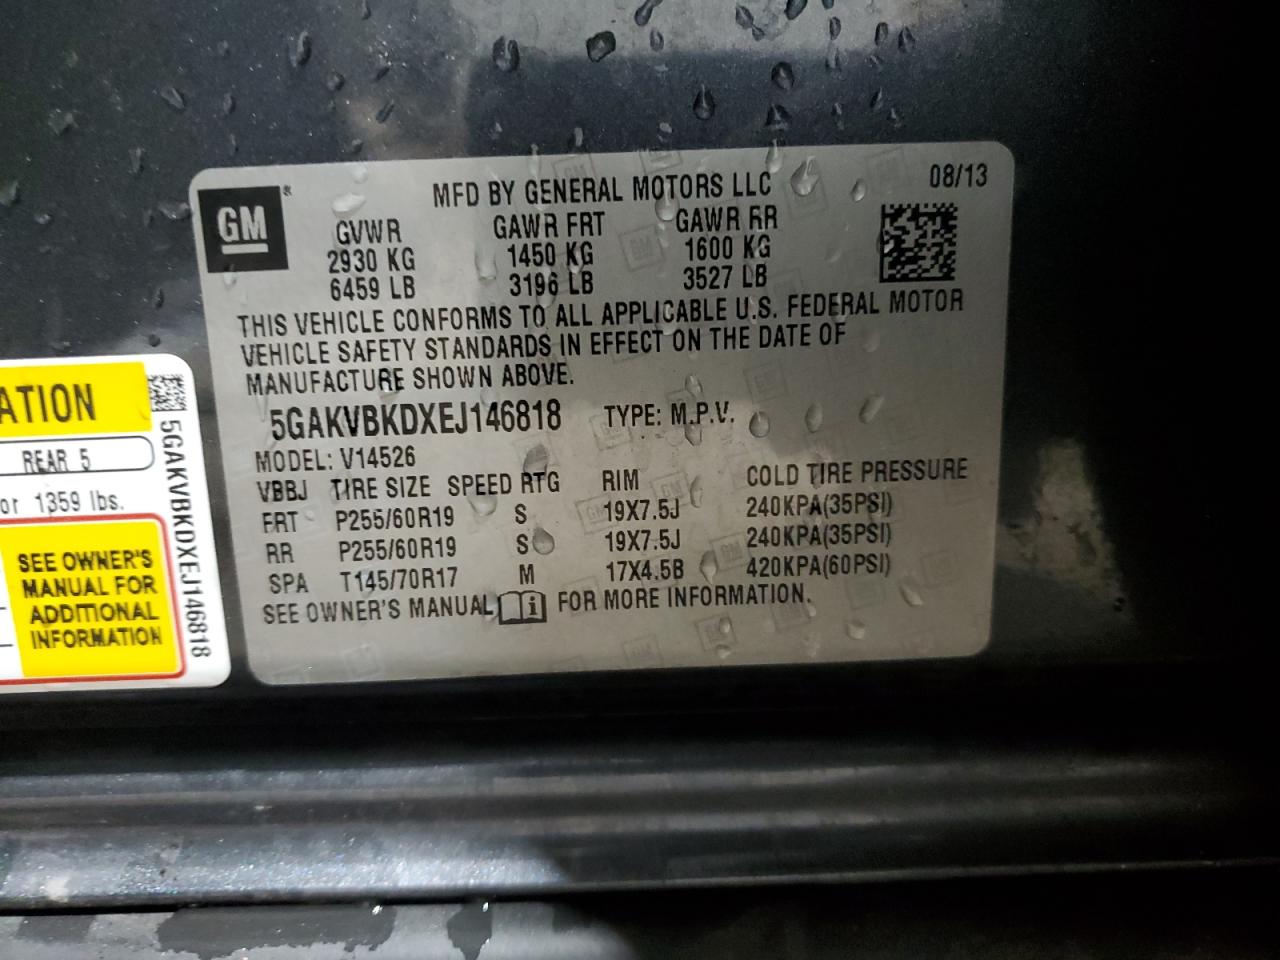 GM
®
MFD BY GENERAL MOTORS LLC 08/13
GVWR GAWR FRT GAWR RR
2930 KG 1450 KG 1600 KG
6459 LB 3196 LB 3527 LB
THIS VEHICLE CONFORMS TO ALL APPLICABLE U.S. FEDERAL MOTOR
VEHICLE SAFETY STANDARDS IN EFFECT ON THE DATE OF
MANUFACTURE SHOWN ABOVE.
5GAKVBKDXEJ146818 TYPE: M.P.V.
MODEL: V14526
VBBJ TIRE SIZE SPEED RTG RIM COLD TIRE PRESSURE
FRT P255/60R19 S 19X7.5J 240KPA(35PSI)
RR P255/60R19 S 19X7.5J 240KPA(35PSI)
SPA T145/70R17 M 17X4.5B 420KPA(60PSI)
SEE OWNER'S MANUAL i FOR MORE INFORMATION.
ATION
REAR 5
or 1359 lbs.
SEE OWNER'S
MANUAL FOR
ADDITIONAL
INFORMATION
5GAKVBKDXEJ146818